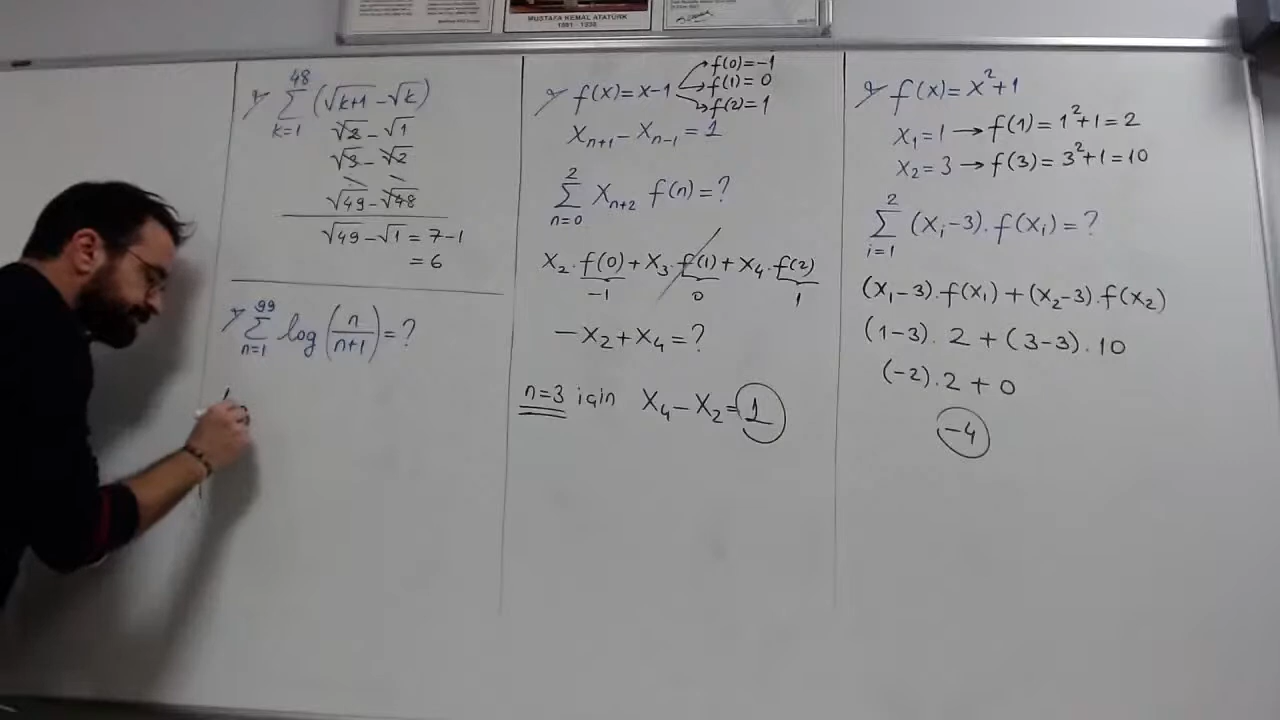 MUSTAFA KEMAL ATATÜRK
1881 - 1938
48
∑ (√k+1 - √k)
k=1
√2 - √1
√3 - √2
√49 - √48
√49 - √1 = 7-1
= 6
99
∑ log (n/n+1) = ?
n=1
f(x) = x-1
f(0) = -1
f(1) = 0
f(2) = 1
Xn+1 - Xn-1 = 1
2
∑ Xn+2 f(n) = ?
n=0
X2 . f(0) + X3 . f(1) + X4 . f(2)
-1 0 1
-X2 + X4 = ?
n=3 için X4 - X2 = 1
f(x) = x²+1
X1 = 1 → f(1) = 1²+1 = 2
X2 = 3 → f(3) = 3²+1 = 10
2
∑ (xi-3) . f(xi) = ?
i=1
(x1-3) . f(x1) + (x2-3) . f(x2)
(1-3) . 2 + (3-3) . 10
(-2) . 2 + 0
-4